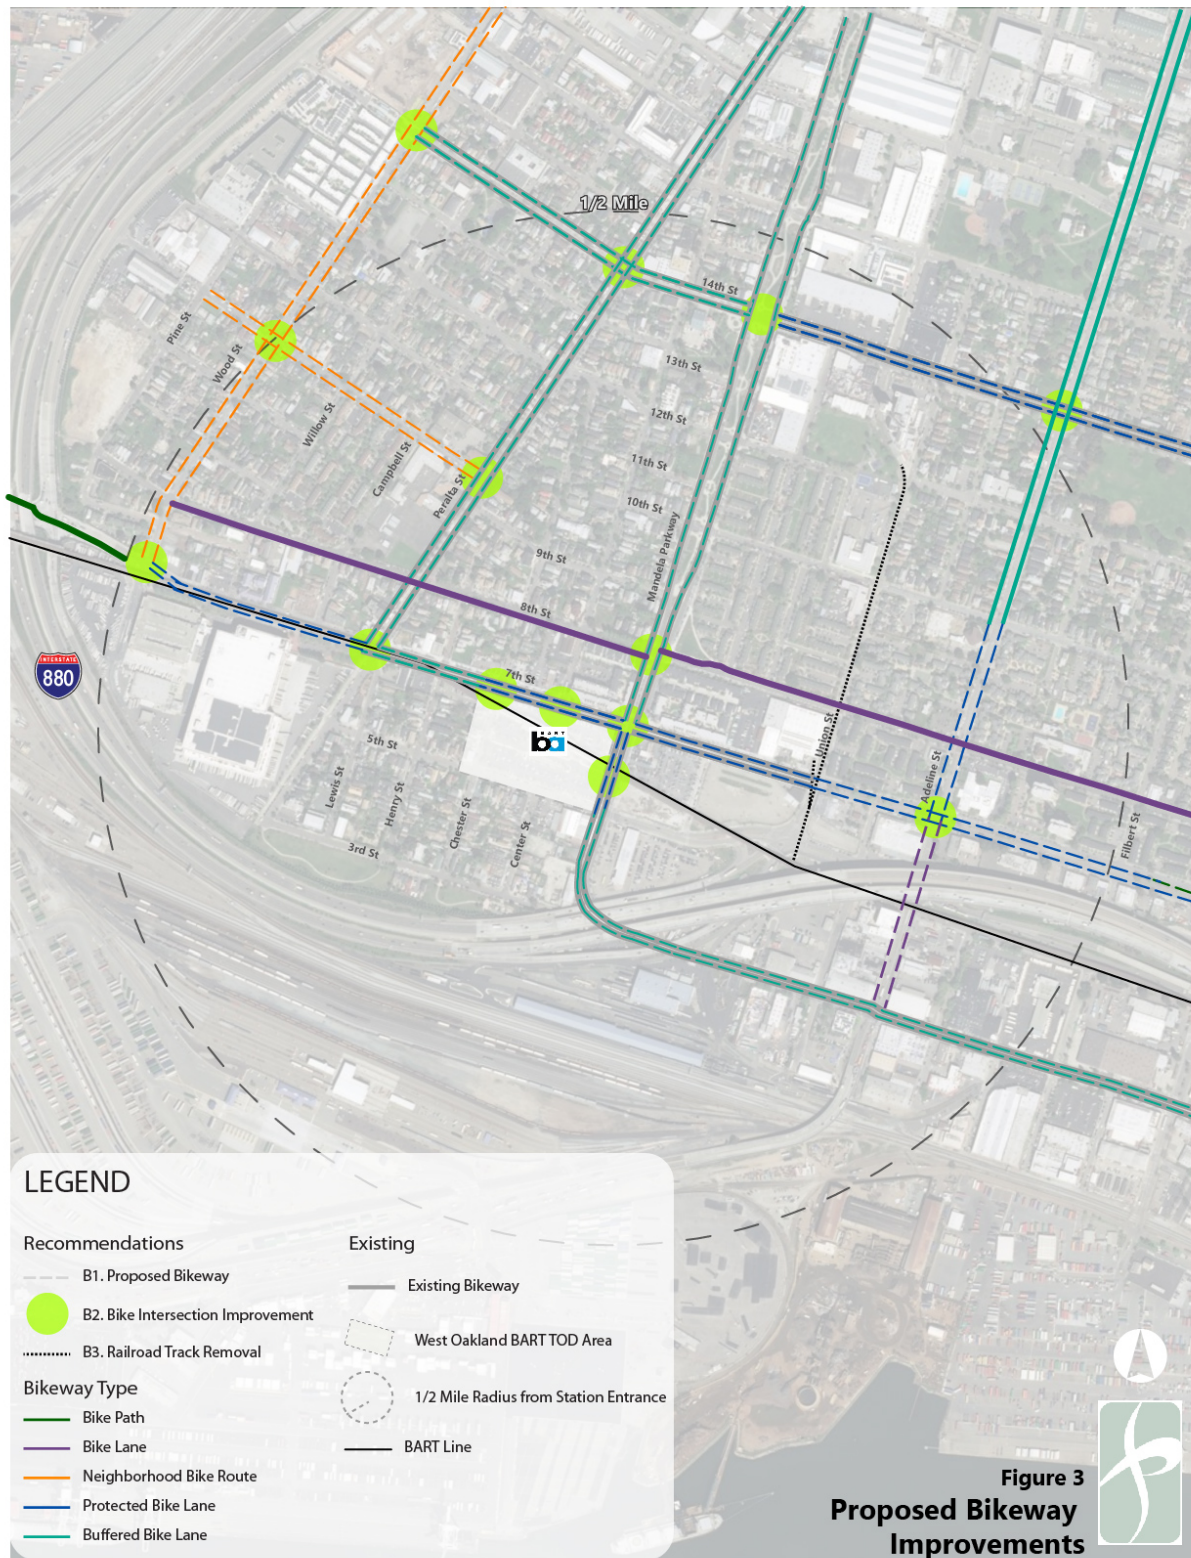 1/2 Mile
14th St
Pine St
Wood St
13th St
Willow St
12th St
Campbell St
11th St
Peralta St
10th St
Mandela Parkway
9th St
8th St
INTERSTATE
880
7th St
BART
ba
5th St
Union St
Lewis St
Henry St
Chester St
Center St
Adeline St
Filbert St
3rd St
LEGEND
Recommendations
B1. Proposed Bikeway
B2. Bike Intersection Improvement
B3. Railroad Track Removal
Bikeway Type
Bike Path
Bike Lane
Neighborhood Bike Route
Protected Bike Lane
Buffered Bike Lane
Existing
Existing Bikeway
West Oakland BART TOD Area
1/2 Mile Radius from Station Entrance
BART Line
Figure 3
Proposed Bikeway
Improvements